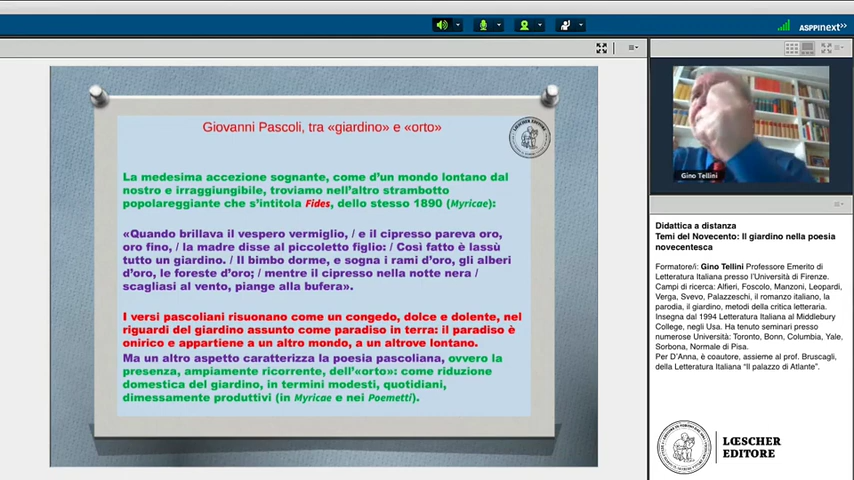 ASPPInext>>
Giovanni Pascoli, tra «giardino» e «orto»
LŒSCHER EDITORE
La medesima accezione sognante, come d'un mondo lontano dal
nostro e irraggiungibile, troviamo nell'altro strambotto
popolareggiante che s'intitola Fides, dello stesso 1890 (Myricae):
«Quando brillava il vespero vermiglio, / e il cipresso pareva oro,
oro fino, / la madre disse al piccoletto figlio: / Così fatto è lassù
tutto un giardino. / Il bimbo dorme, e sogna i rami d'oro, gli alberi
d'oro, le foreste d'oro; / mentre il cipresso nella notte nera /
scagliasi al vento, piange alla bufera».
I versi pascoliani risuonano come un congedo, dolce e dolente, nel
riguardi del giardino assunto come paradiso in terra: il paradiso è
onirico e appartiene a un altro mondo, a un altrove lontano.
Ma un altro aspetto caratterizza la poesia pascoliana, ovvero la
presenza, ampiamente ricorrente, dell'«orto»: come riduzione
domestica del giardino, in termini modesti, quotidiani,
dimessamente produttivi (in Myricae e nei Poemetti).
Gino Tellini
Didattica a distanza
Temi del Novecento: Il giardino nella poesia
novecentesca
Formatore/i: Gino Tellini Professore Emerito di
Letteratura Italiana presso l'Università di Firenze.
Campi di ricerca: Alfieri, Foscolo, Manzoni, Leopardi,
Verga, Svevo, Palazzeschi, il romanzo italiano, la
parodia, il giardino, metodi della critica letteraria.
Insegna dal 1994 Letteratura Italiana al Middlebury
College, negli Usa. Ha tenuto seminari presso
numerose Università: Toronto, Bonn, Columbia, Yale,
Sorbona, Normale di Pisa.
Per D'Anna, è coautore, assieme al prof. Bruscagli,
della Letteratura Italiana "Il palazzo di Atlante".
LŒSCHER
EDITORE